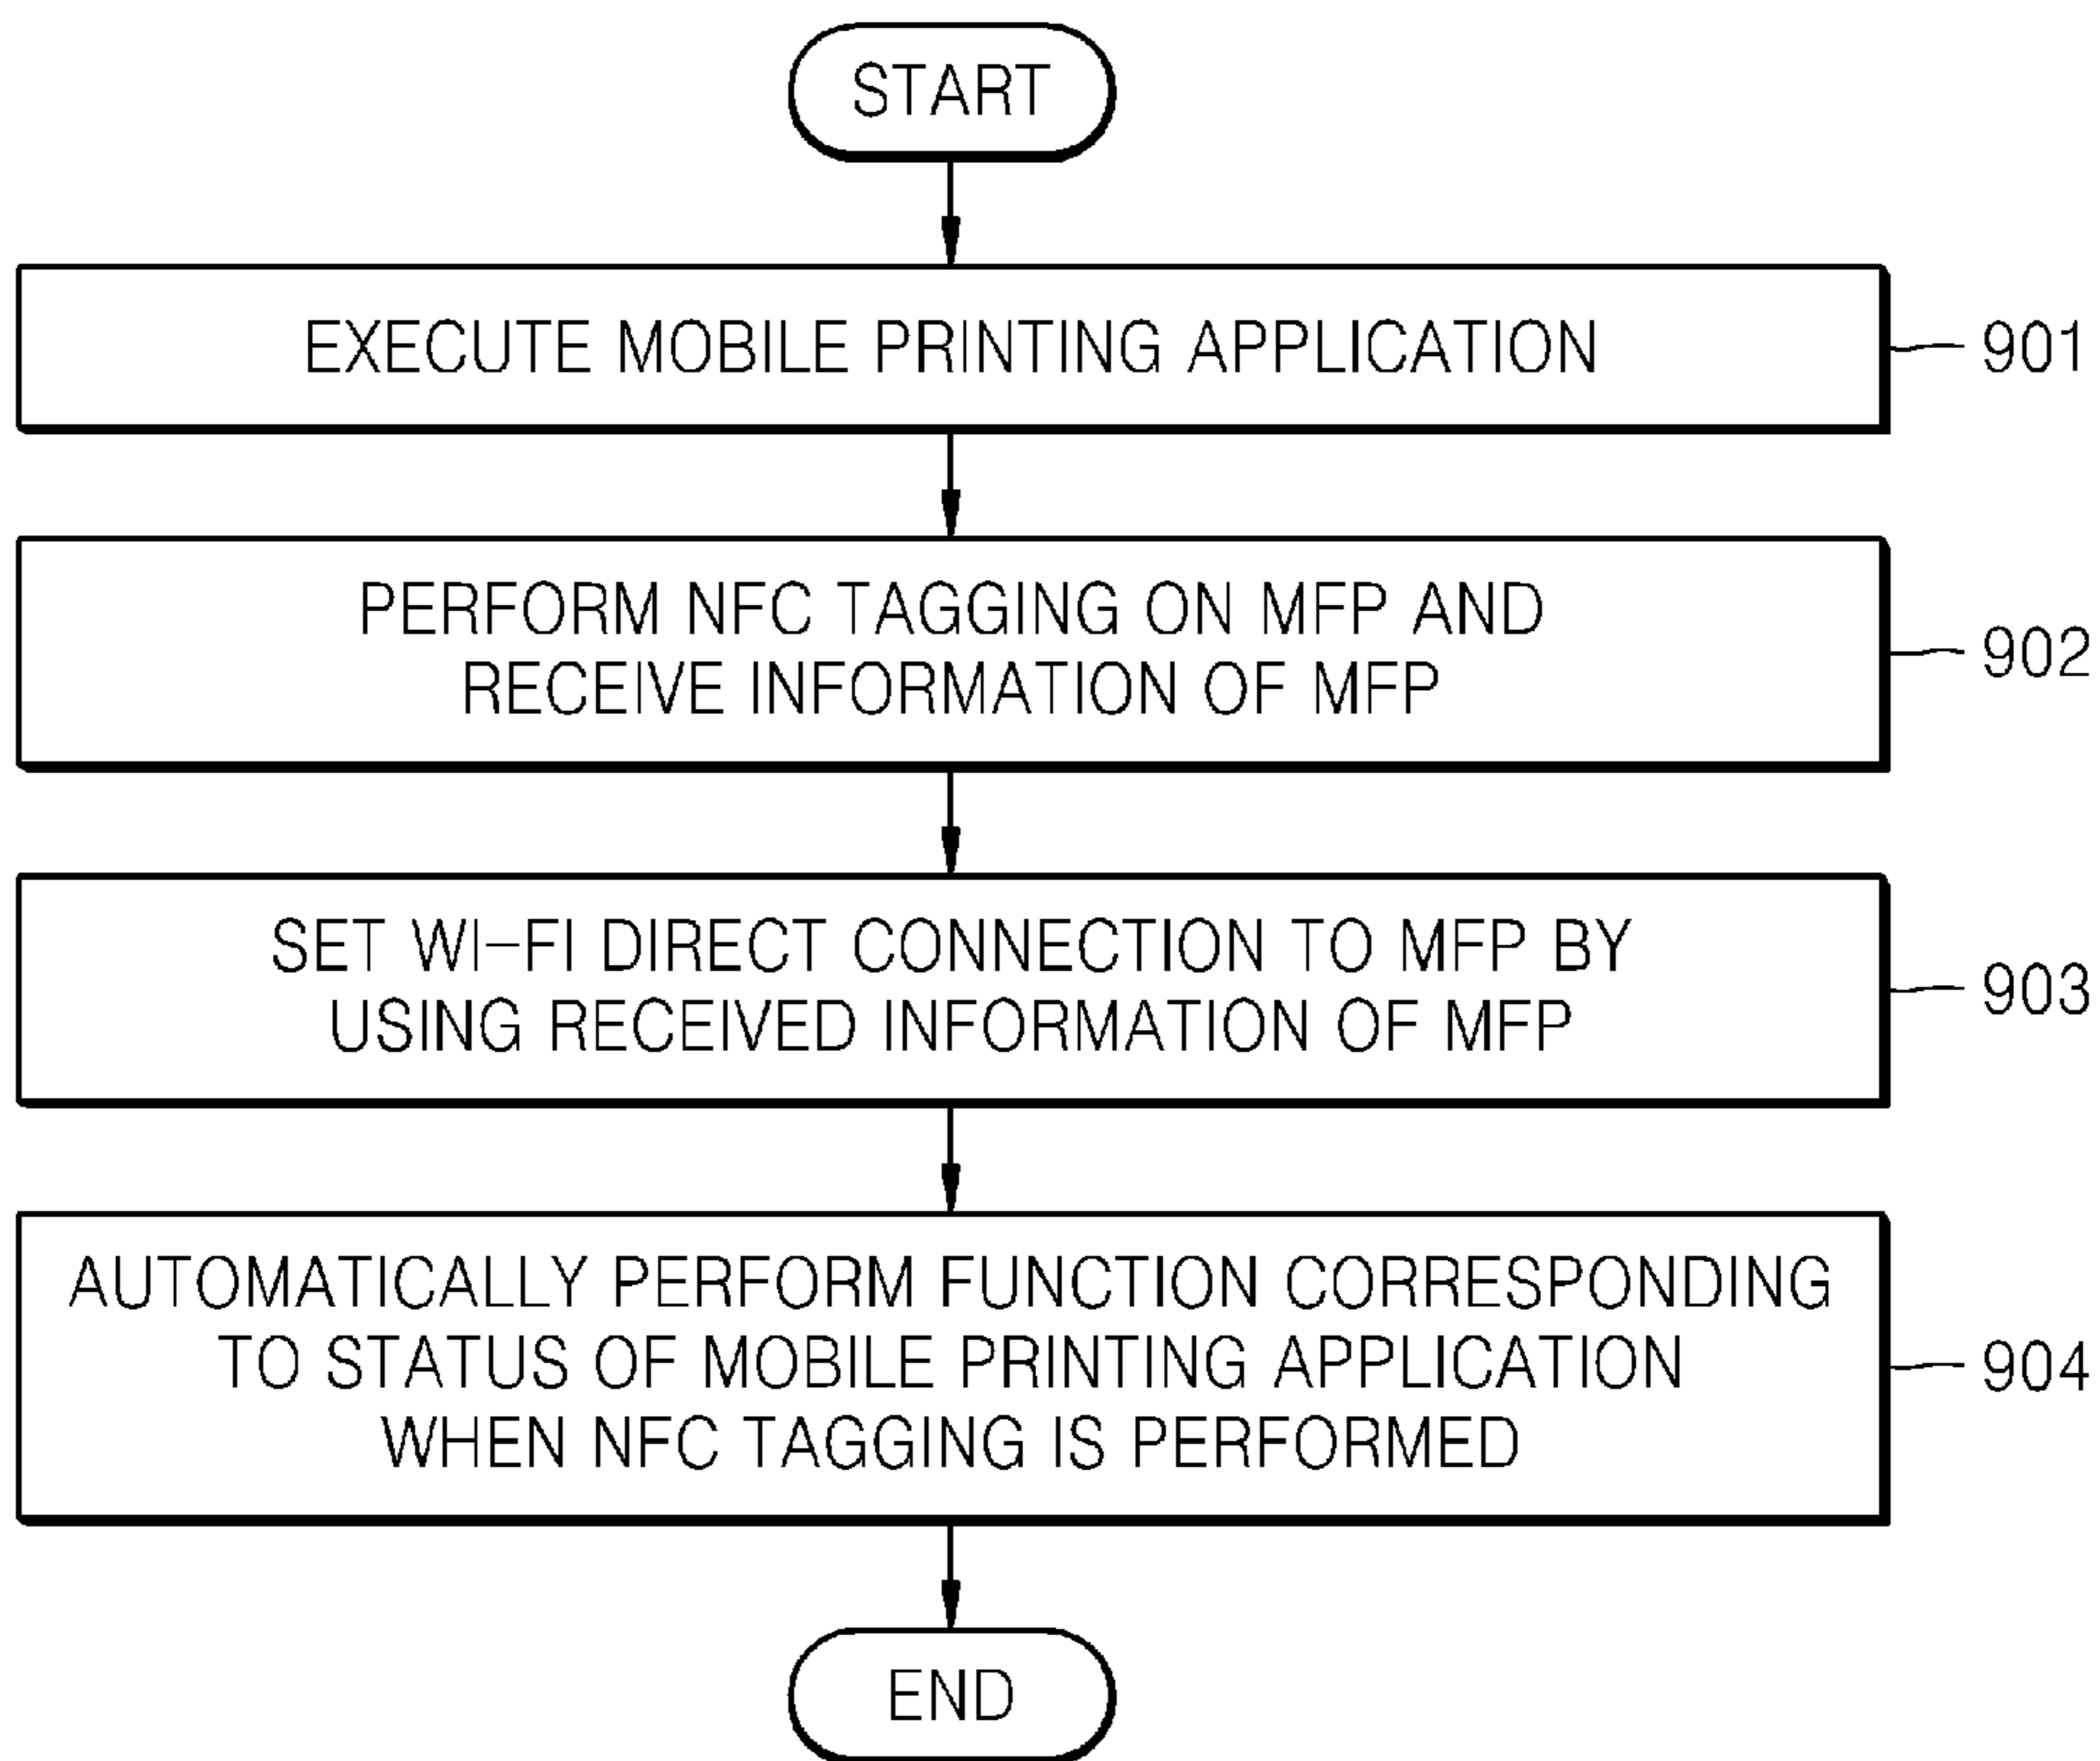 START
EXECUTE MOBILE PRINTING APPLICATION
901
PERFORM NFC TAGGING ON MFP AND
RECEIVE INFORMATION OF MFP
902
SET WI-FI DIRECT CONNECTION TO MFP BY
USING RECEIVED INFORMATION OF MFP
903
AUTOMATICALLY PERFORM FUNCTION CORRESPONDING
TO STATUS OF MOBILE PRINTING APPLICATION
WHEN NFC TAGGING IS PERFORMED
904
END